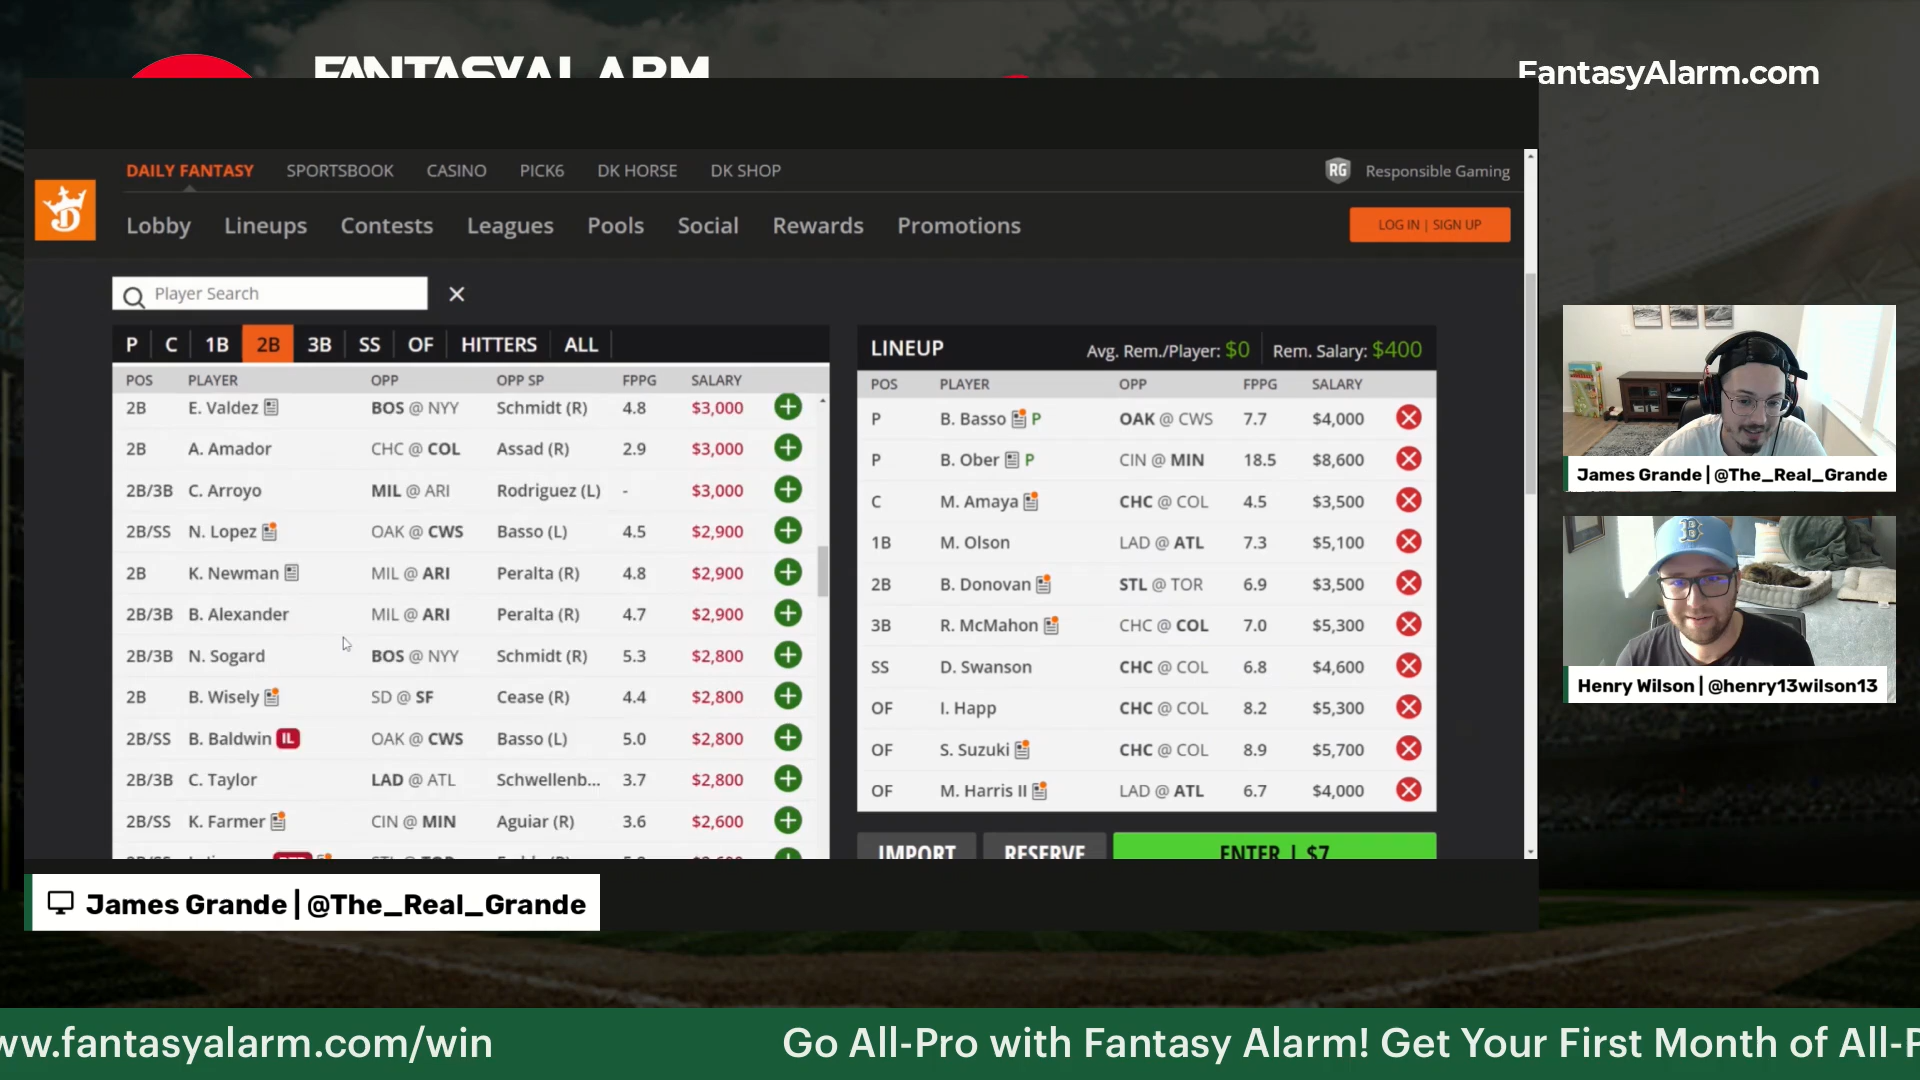 FANTASYALARM
FantasyAlarm.com
DAILY FANTASY SPORTSBOOK CASINO PICK6 DK HORSE DK SHOP
RG Responsible Gaming
Lobby Lineups Contests Leagues Pools Social Rewards Promotions
LOG IN | SIGN UP
Player Search
P C 1B 2B 3B SS OF HITTERS ALL
POS PLAYER OPP OPP SP FPPG SALARY
2B E. Valdez BOS @ NYY Schmidt (R) 4.8 $3,000
2B A. Amador CHC @ COL Assad (R) 2.9 $3,000
2B/3B C. Arroyo MIL @ ARI Rodriguez (L) - $3,000
2B/SS N. Lopez OAK @ CWS Basso (L) 4.5 $2,900
2B K. Newman MIL @ ARI Peralta (R) 4.8 $2,900
2B/3B B. Alexander MIL @ ARI Peralta (R) 4.7 $2,900
2B/3B N. Sogard BOS @ NYY Schmidt (R) 5.3 $2,800
2B B. Wisely SD @ SF Cease (R) 4.4 $2,800
2B/SS B. Baldwin IL OAK @ CWS Basso (L) 5.0 $2,800
2B/3B C. Taylor LAD @ ATL Schwellenb... 3.7 $2,800
2B/SS K. Farmer CIN @ MIN Aguiar (R) 3.6 $2,600
LINEUP Avg. Rem./Player: $0 Rem. Salary: $400
POS PLAYER OPP FPPG SALARY
P B. Basso P OAK @ CWS 7.7 $4,000
P B. Ober P CIN @ MIN 18.5 $8,600
C M. Amaya CHC @ COL 4.5 $3,500
1B M. Olson LAD @ ATL 7.3 $5,100
2B B. Donovan STL @ TOR 6.9 $3,500
3B R. McMahon CHC @ COL 7.0 $5,300
SS D. Swanson CHC @ COL 6.8 $4,600
OF I. Happ CHC @ COL 8.2 $5,300
OF S. Suzuki CHC @ COL 8.9 $5,700
OF M. Harris II LAD @ ATL 6.7 $4,000
IMPORT RESERVE ENTER | $7
James Grande | @The_Real_Grande
Henry Wilson | @henry13wilson13
James Grande | @The_Real_Grande
ww.fantasyalarm.com/win
Go All-Pro with Fantasy Alarm! Get Your First Month of All-P